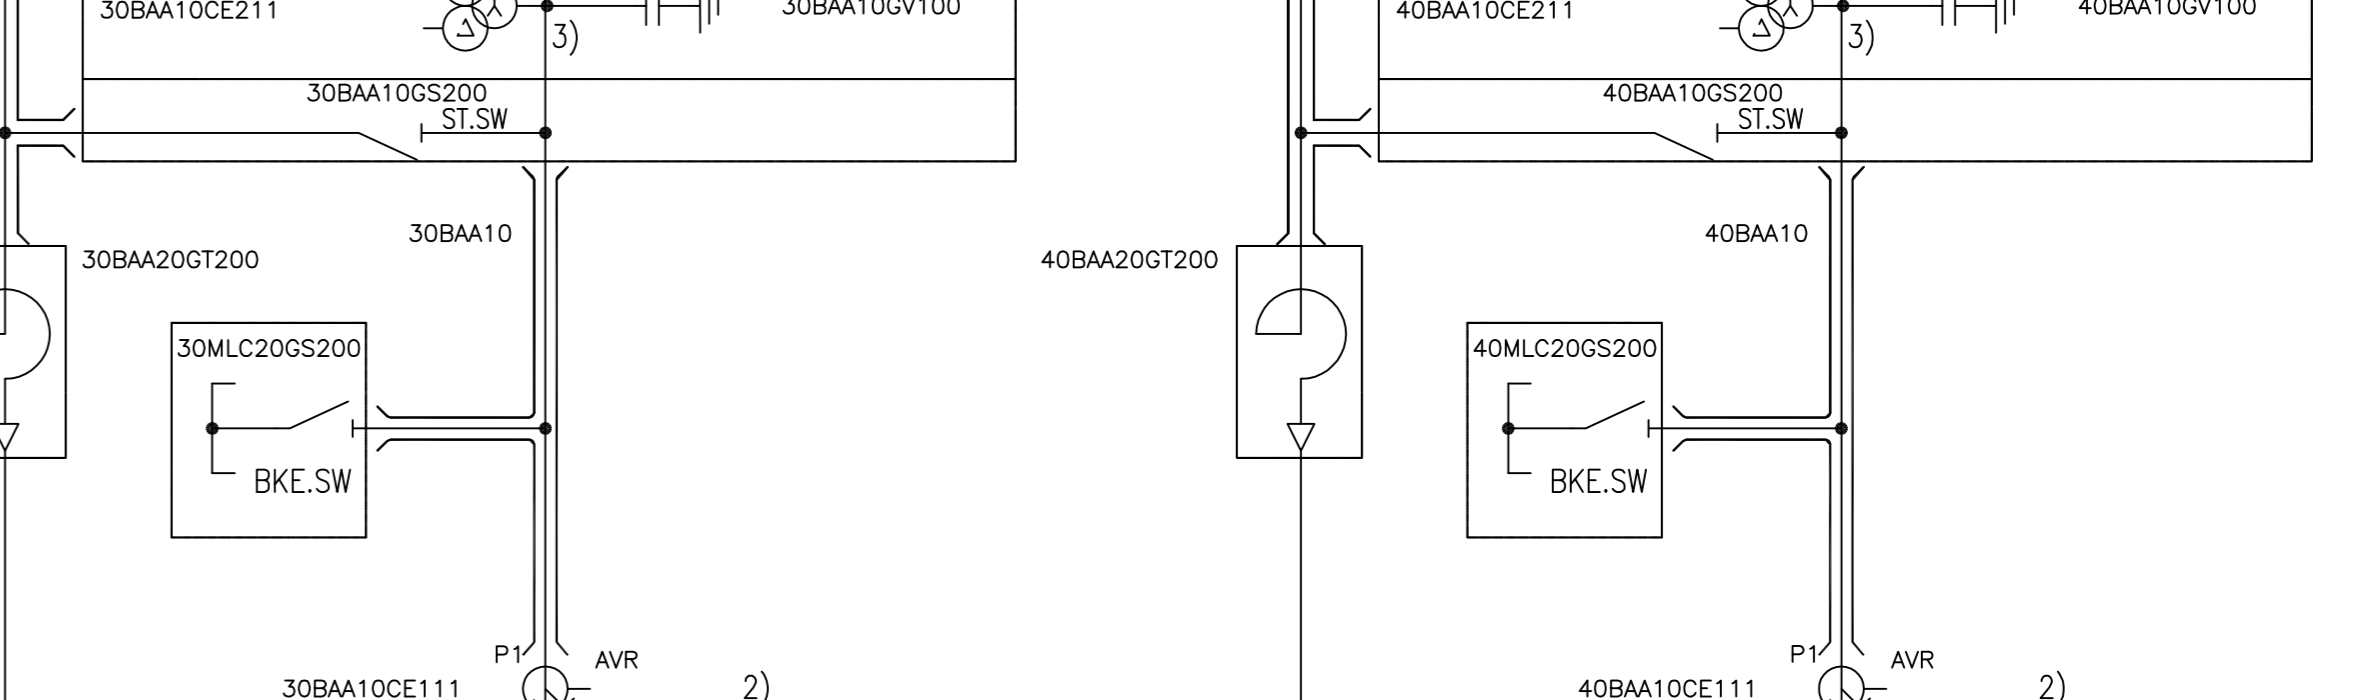 30BAA10CE211
30BAA10GV100
40BAA10CE211
40BAA10GV100
3)
3)
30BAA10GS200
40BAA10GS200
ST.SW
ST.SW
30BAA10
40BAA10
30BAA20GT200
40BAA20GT200
30MLC20GS200
40MLC20GS200
BKE.SW
BKE.SW
P1
AVR
P1
AVR
30BAA10CE111
2)
40BAA10CE111
2)